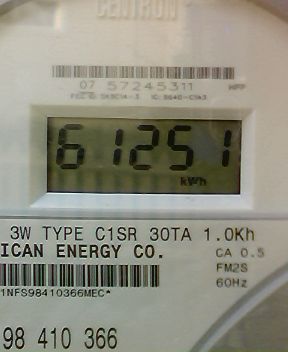 CENTRON
07 57245311 MPP
61251
kWh
3W TYPE C1SR 30TA 1.0Kh
ICAN ENERGY CO. CA 0.5
FM2S
60Hz
1NFS98410366MEC*
98 410 366